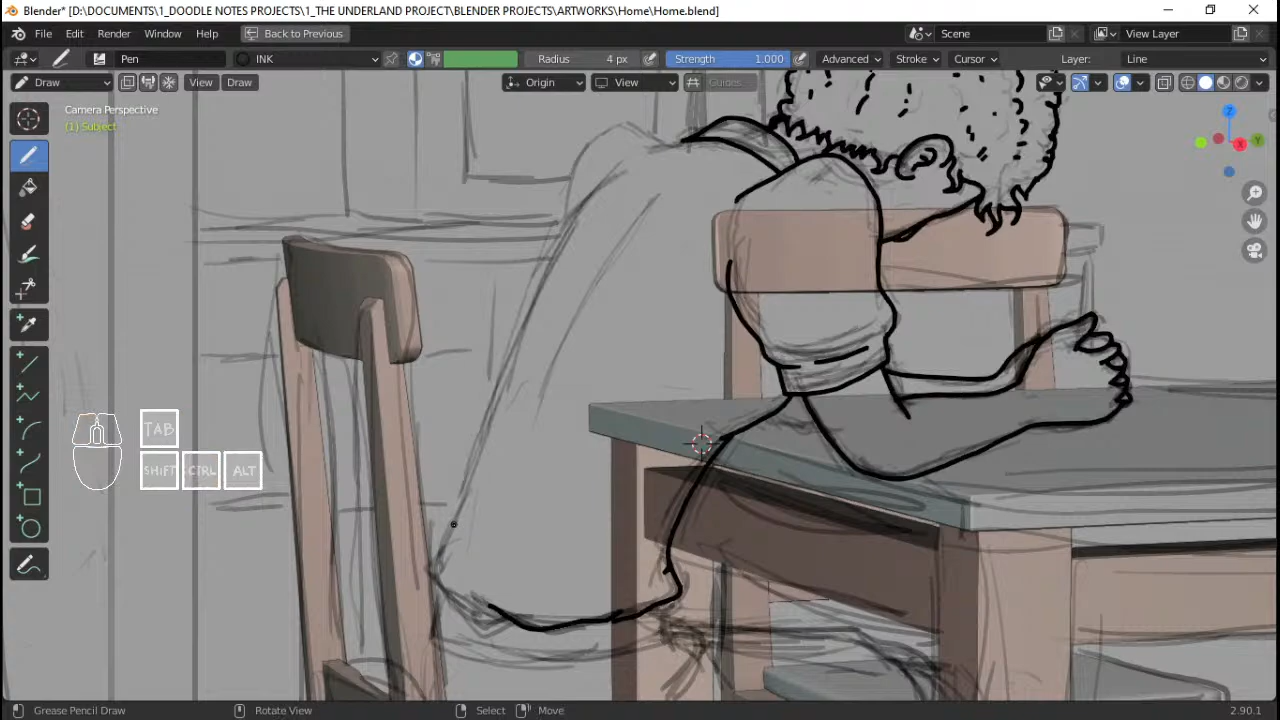 Blender* [D:\DOCUMENTS\1_DOODLE NOTES PROJECTS\1_THE UNDERLAND PROJECT\BLENDER PROJECTS\ARTWORKS\Home\Home.blend]
File Edit Render Window Help Back to Previous Scene View Layer
Pen INK Radius 4 px Strength 1.000 Advanced Stroke Cursor Layer: Line
Draw View Draw Origin View Guides
Camera Perspective
(1) Subject
Z
Y
X
TAB
SHIFT CTRL ALT
Grease Pencil Draw Rotate View Select Move 2.90.1